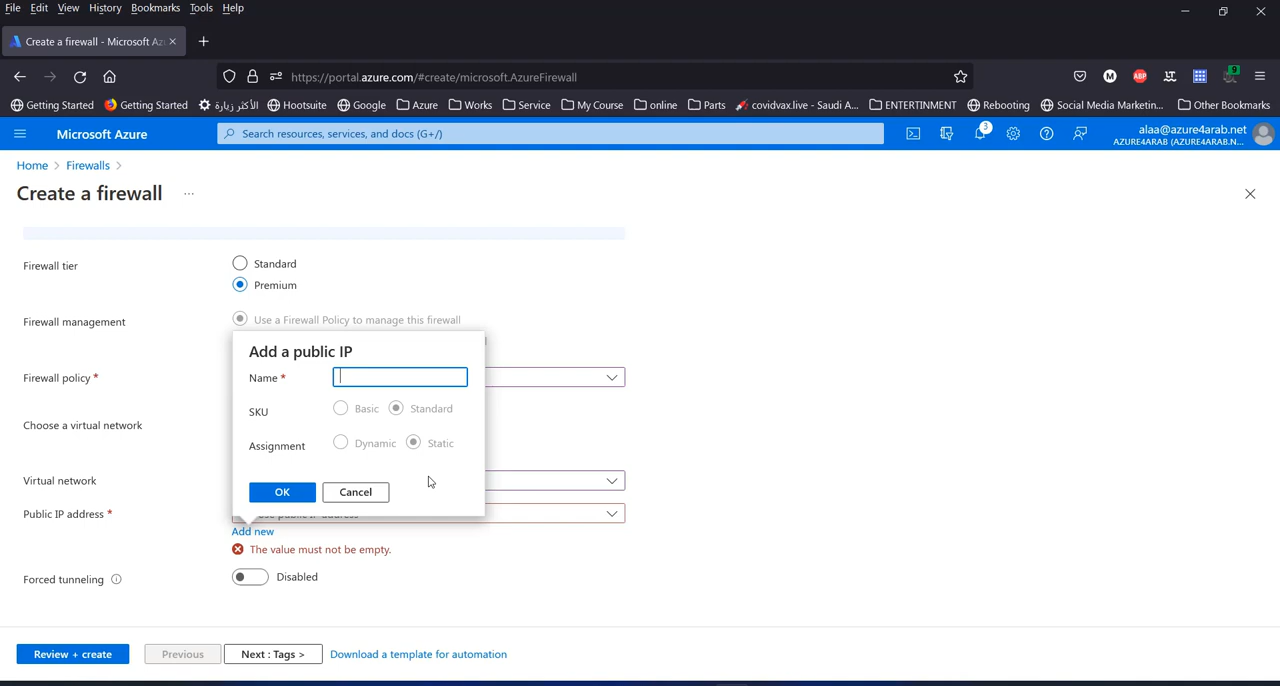 File Edit View History Bookmarks Tools Help
Create a firewall - Microsoft Az
https://portal.azure.com/#create/microsoft.AzureFirewall
M ABP 9
Getting Started Getting Started الأكثر زيارة Hootsuite Google Azure Works Service My Course online Parts covidvax.live - Saudi A... ENTERTINMENT Rebooting Social Media Marketin... Other Bookmarks
Microsoft Azure Search resources, services, and docs (G+/) 3 alaa@azure4arab.net
AZURE4ARAB (AZURE4ARAB.N...
Home > Firewalls >
Create a firewall ...
Firewall tier Standard
Premium
Firewall management Use a Firewall Policy to manage this firewall
Add a public IP
Name *
SKU Basic Standard
Assignment Dynamic Static
OK Cancel
Firewall policy *
Choose a virtual network
Virtual network
Public IP address *
Add new
The value must not be empty.
Forced tunneling Disabled
Review + create Previous Next : Tags > Download a template for automation